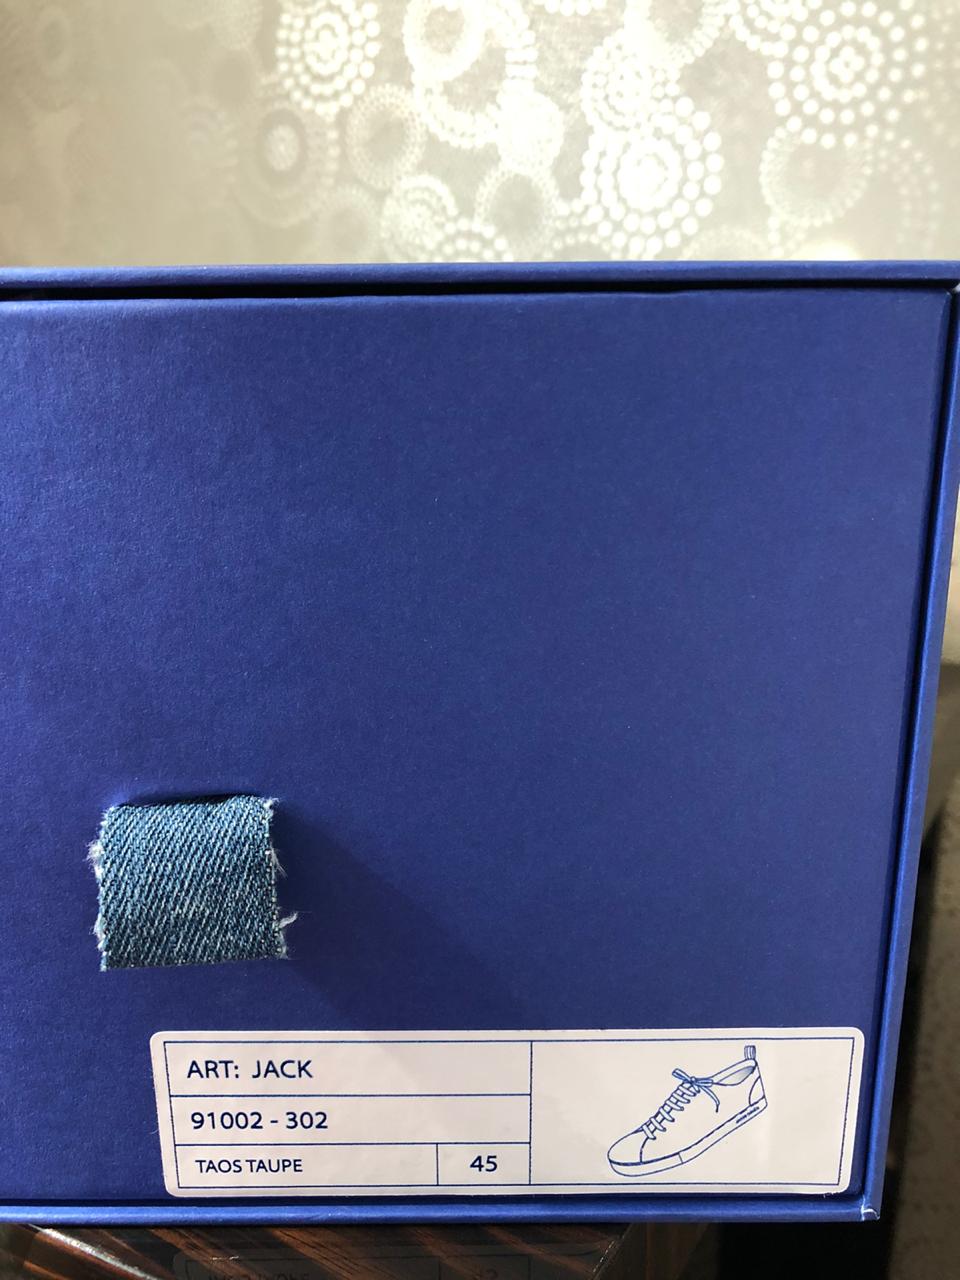 ART: JACK
91002 - 302
TAOS TAUPE
45